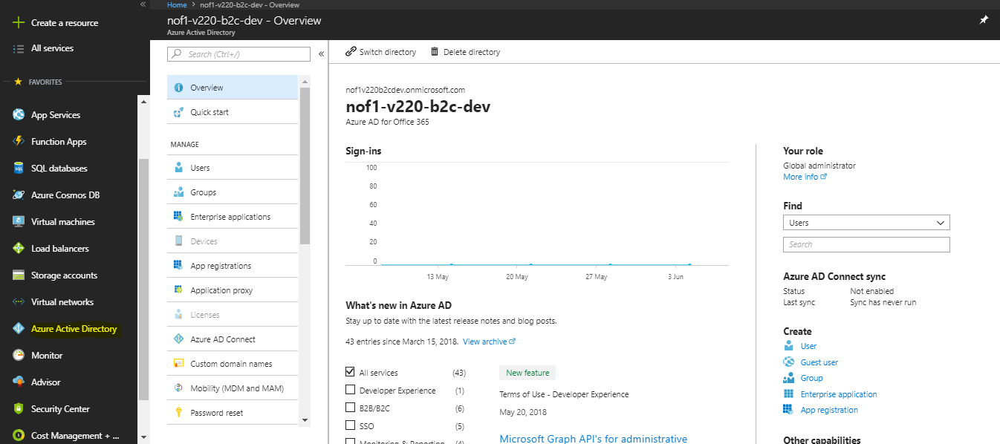 Create a resource
All services
FAVORITES
App Services
Function Apps
SQL databases
Azure Cosmos DB
Virtual machines
Load balancers
Storage accounts
Virtual networks
Azure Active Directory
Monitor
Advisor
Security Center
Cost Management + ...
Home > nof1-v220-b2c-dev - Overview
nof1-v220-b2c-dev - Overview
Azure Active Directory
Search (Ctrl+/)
Overview
Quick start
MANAGE
Users
Groups
Enterprise applications
Devices
App registrations
Application proxy
Licenses
Azure AD Connect
Custom domain names
Mobility (MDM and MAM)
Password reset
Switch directory
Delete directory
nof1v220b2cdev.onmicrosoft.com
nof1-v220-b2c-dev
Azure AD for Office 365
Sign-ins
100
80
60
40
20
0
13 May 20 May 27 May 3 Jun
What's new in Azure AD
Stay up to date with the latest release notes and blog posts.
43 entries since March 15, 2018. View archive
All services (43)
Developer Experience (1)
B2B/B2C (6)
SSO (5)
Monitoring & Reporting (4)
New feature
Terms of Use - Developer Experience
May 20, 2018
Microsoft Graph API's for administrative
Your role
Global administrator
More info
Find
Users
Search
Azure AD Connect sync
Status Not enabled
Last sync Sync has never run
Create
User
Guest user
Group
Enterprise application
App registration
Other capabilities